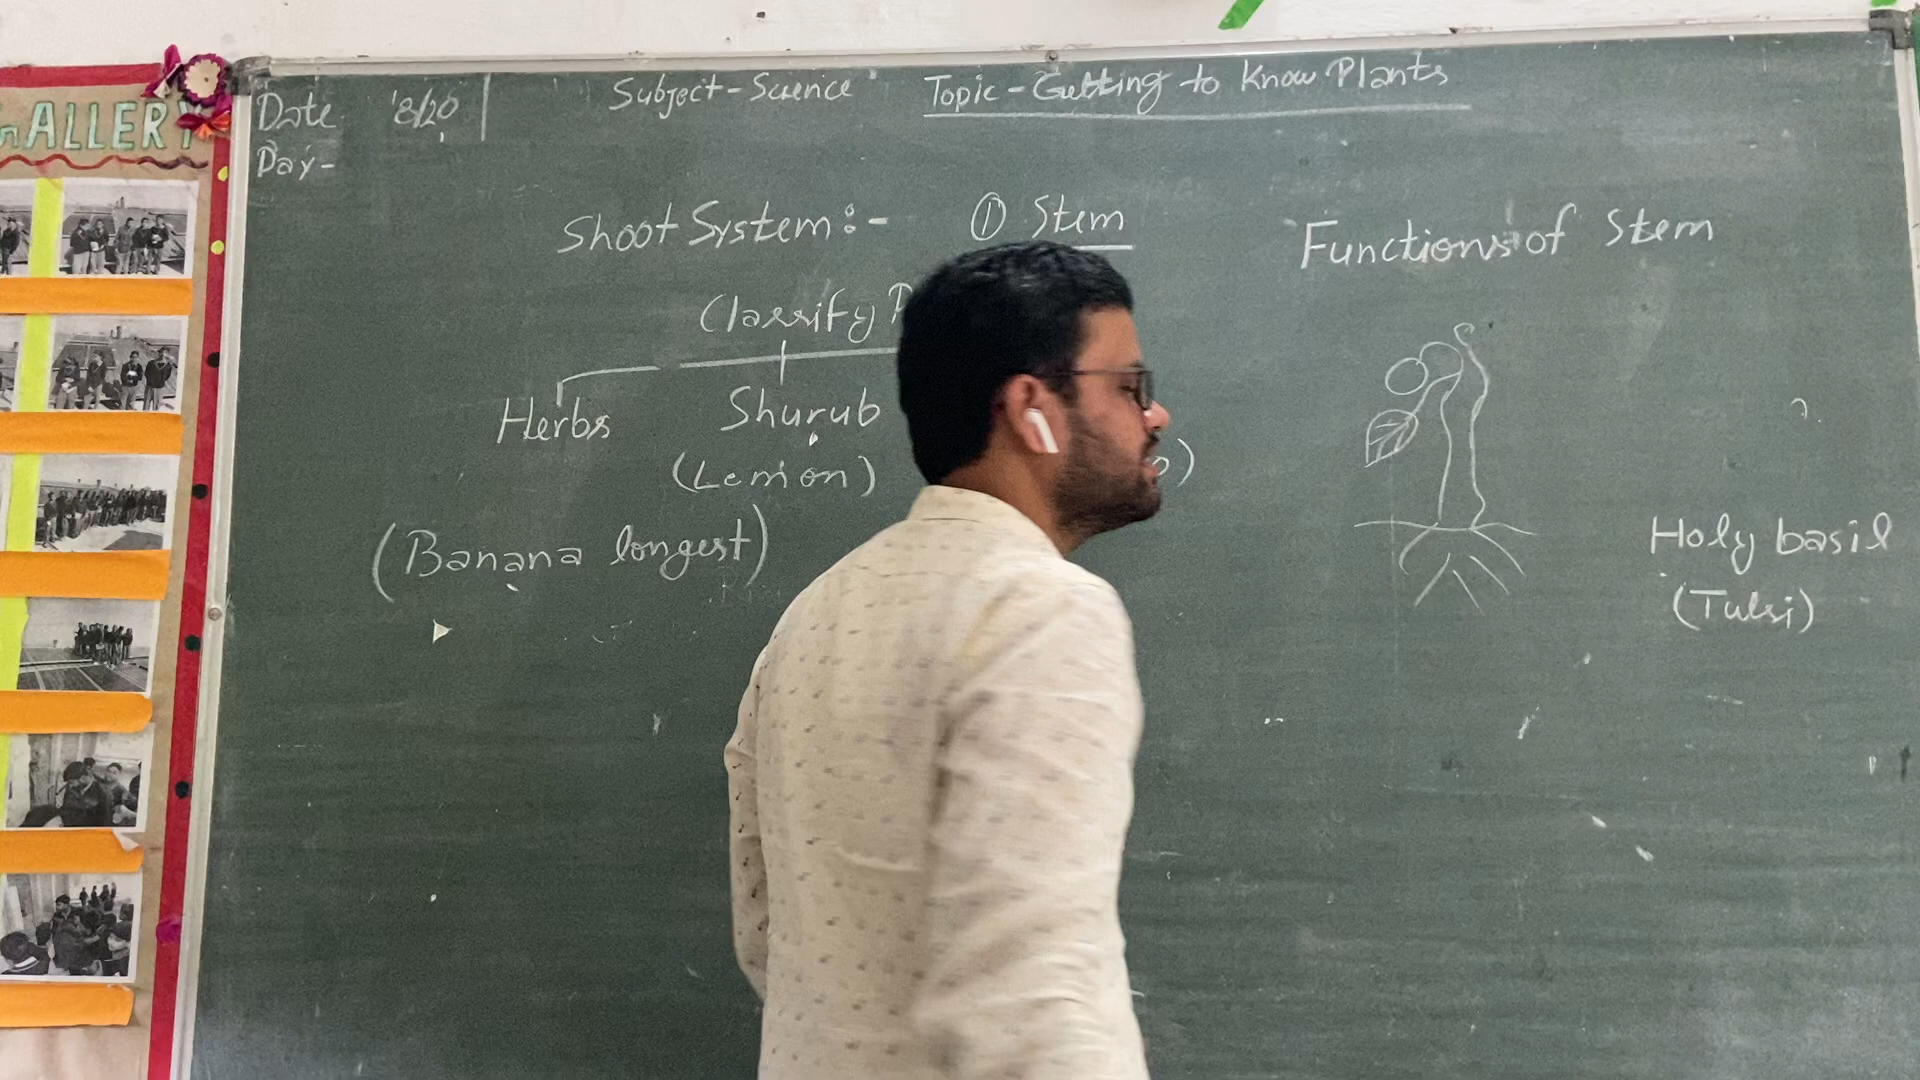 GALLERY
Date '8/20
Day-
Subject-Science
Topic-Getting to Know Plants
Shoot System:-
① Stem
Classify P
Herbs
Shurub
(Lemon)
o)
(Banana longest)
Functions of Stem
Holy basil
(Tulsi)